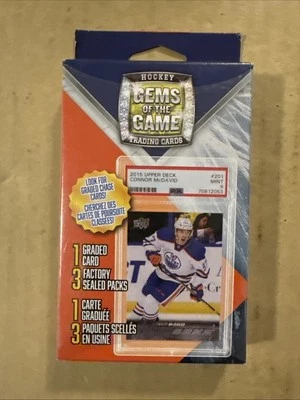 HOCKEY
GEMS
OF THE
GAME
TRADING CARDS
LOOK FOR
GRADED CHASE
CARDS!
CHERCHEZ DES
CARTES DE POURSUITE
CLASSÉES!
2015 UPPER DECK
#201
CONNOR McDAVID
MINT
9
PSA
70812063
1 GRADED
CARD
3 FACTORY
SEALED PACKS
1 CARTE
GRADUÉE
3 PAQUETS SCELLÉS
EN USINE